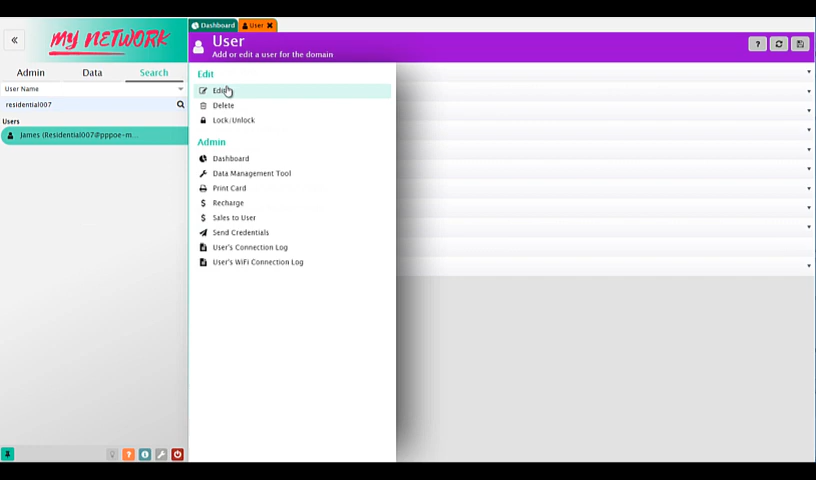 Dashboard
User
MY NETWORK
User
Add or edit a user for the domain
Admin
Data
Search
User Name
residential007
Users
James (Residential007@pppoe-m...
Edit
Edit
Delete
Lock/Unlock
Admin
Dashboard
Data Management Tool
Print Card
Recharge
Sales to User
Send Credentials
User's Connection Log
User's WiFi Connection Log